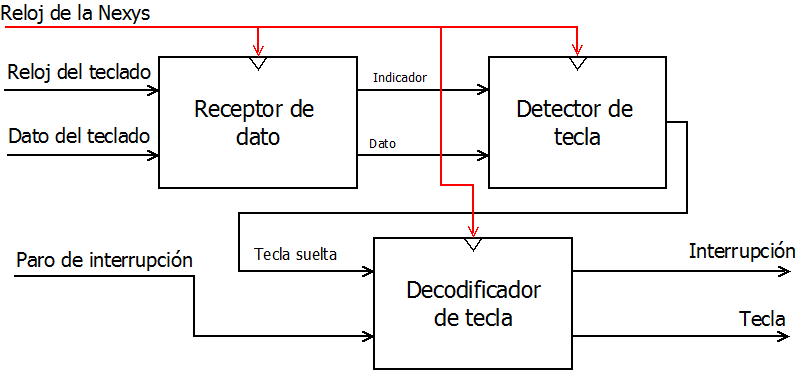 Reloj de la Nexys
Reloj del teclado
Dato del teclado
Receptor de
dato
Indicador
Dato
Detector de
tecla
Tecla suelta
Paro de interrupción
Decodificador
de tecla
Interrupción
Tecla